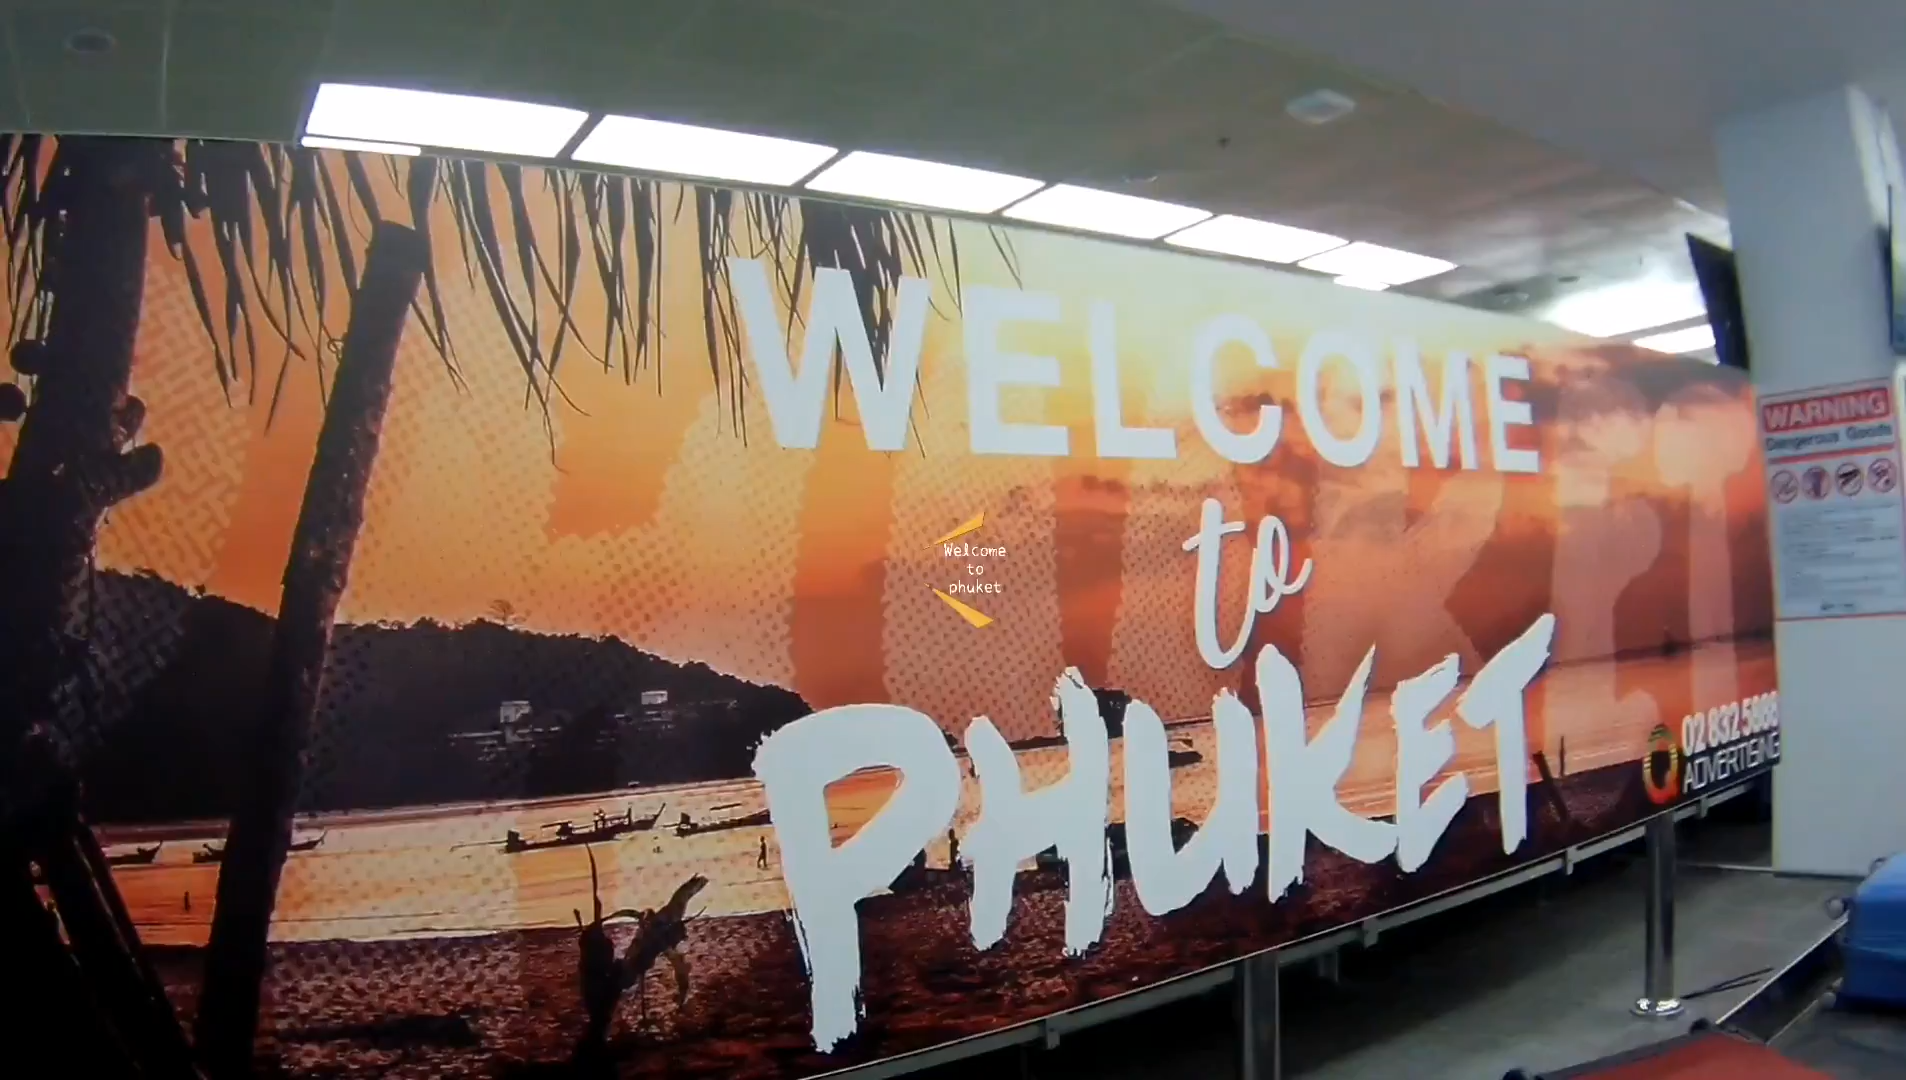 WELCOME
to
PHUKET
Welcome
to
phuket
02 832 5888
ADVERTISING
WARNING
Dangerous Goods